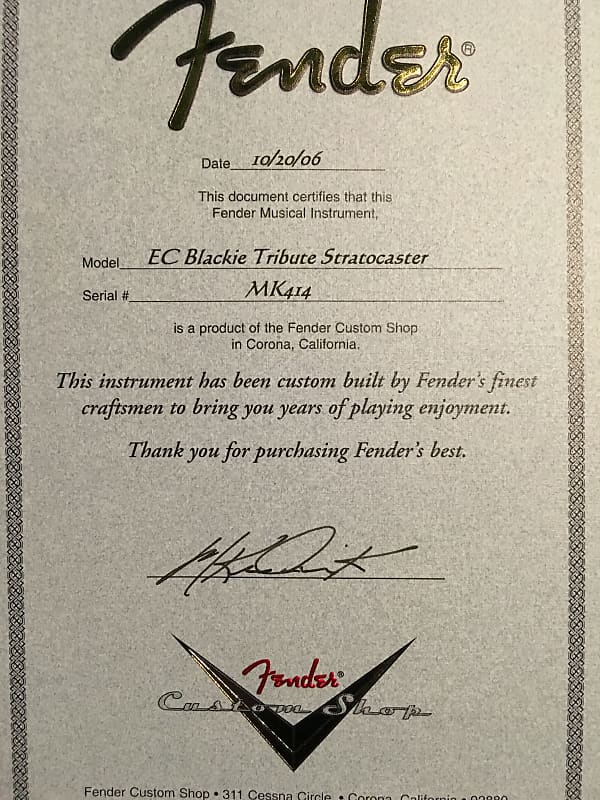 Fender®
Date 10/20/06
This document certifies that this
Fender Musical Instrument,
Model EC Blackie Tribute Stratocaster
Serial # MK414
is a product of the Fender Custom Shop
in Corona, California.
This instrument has been custom built by Fender's finest
craftsmen to bring you years of playing enjoyment.
Thank you for purchasing Fender's best.
Fender®
Custom Shop
Fender Custom Shop • 311 Cessna Circle • Corona, California •